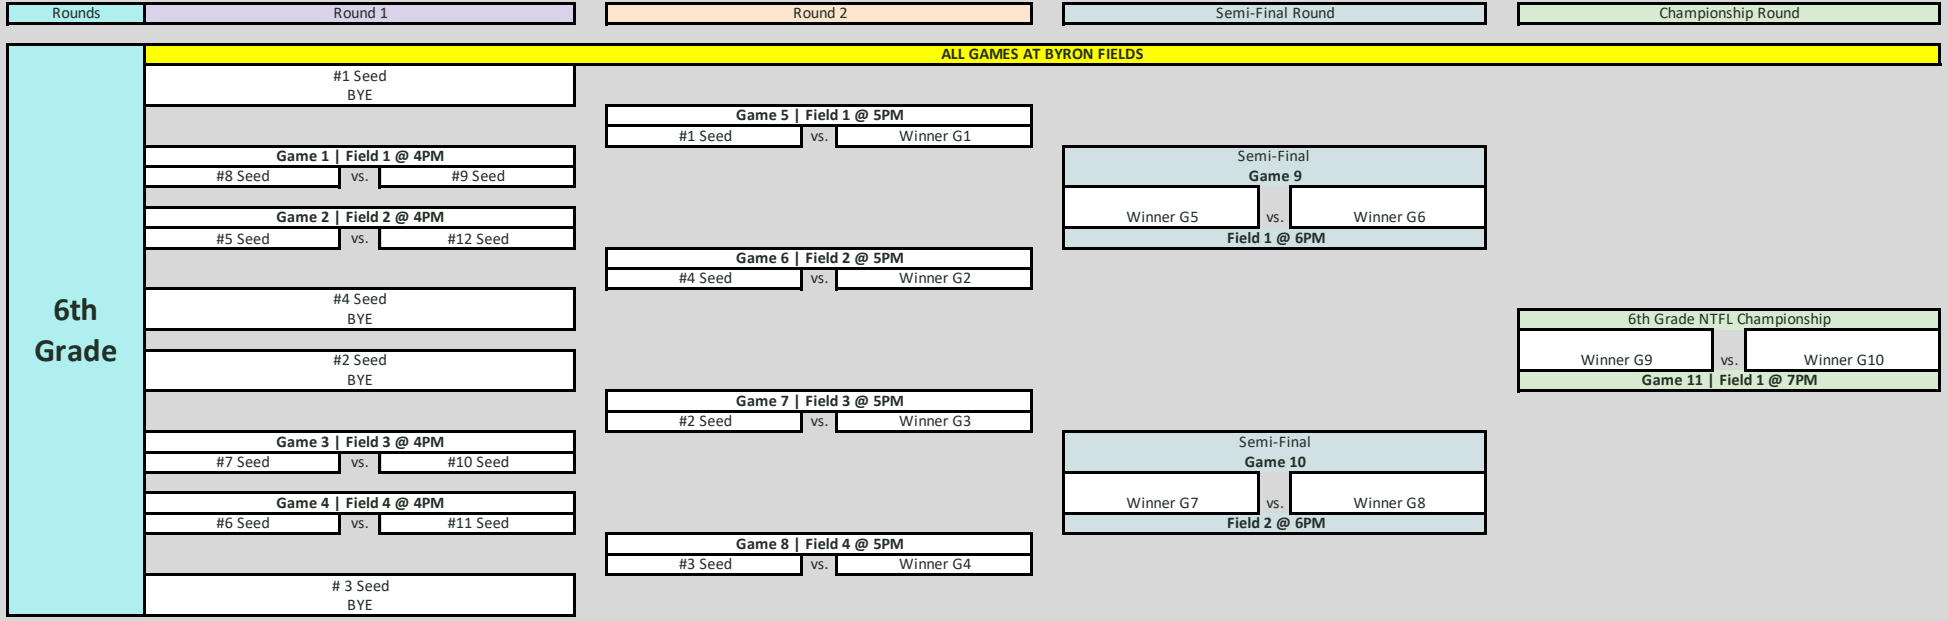 Rounds
Round 1
Round 2
Semi-Final Round
Championship Round
ALL GAMES AT BYRON FIELDS
6th
Grade
#1 Seed
BYE
Game 1 | Field 1 @ 4PM
#8 Seed vs. #9 Seed
Game 2 | Field 2 @ 4PM
#5 Seed vs. #12 Seed
#4 Seed
BYE
#2 Seed
BYE
Game 3 | Field 3 @ 4PM
#7 Seed vs. #10 Seed
Game 4 | Field 4 @ 4PM
#6 Seed vs. #11 Seed
# 3 Seed
BYE
Game 5 | Field 1 @ 5PM
#1 Seed vs. Winner G1
Game 6 | Field 2 @ 5PM
#4 Seed vs. Winner G2
Game 7 | Field 3 @ 5PM
#2 Seed vs. Winner G3
Game 8 | Field 4 @ 5PM
#3 Seed vs. Winner G4
Semi-Final
Game 9
Winner G5 vs. Winner G6
Field 1 @ 6PM
Semi-Final
Game 10
Winner G7 vs. Winner G8
Field 2 @ 6PM
6th Grade NTFL Championship
Winner G9 vs. Winner G10
Game 11 | Field 1 @ 7PM